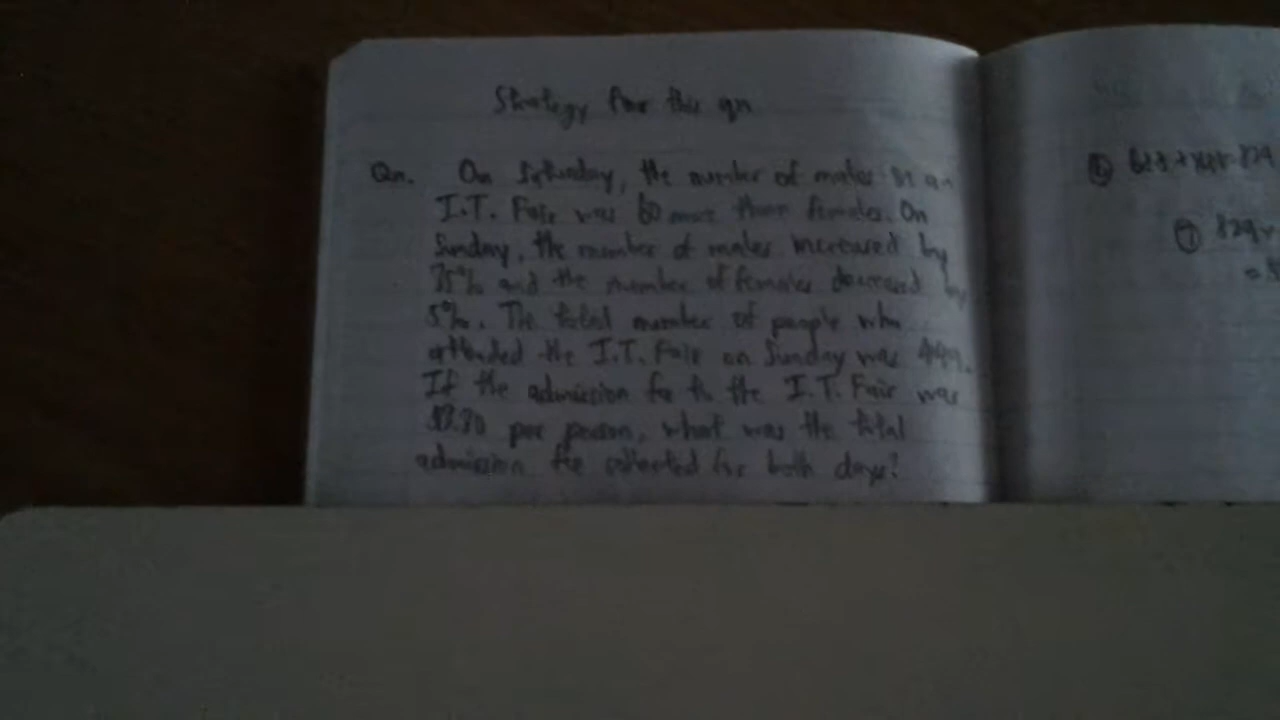 Strategy for this qn
Qn. On Saturday, the number of males in an
I.T. Fair was 60 more than females. On
Sunday, the number of males increased by
75% and the number of females decreased by
5%. The total number of people who
attended the I.T. Fair on Sunday was
If the admission fee to the I.T. Fair was
per person, what was the total
admission fee collected for both days?